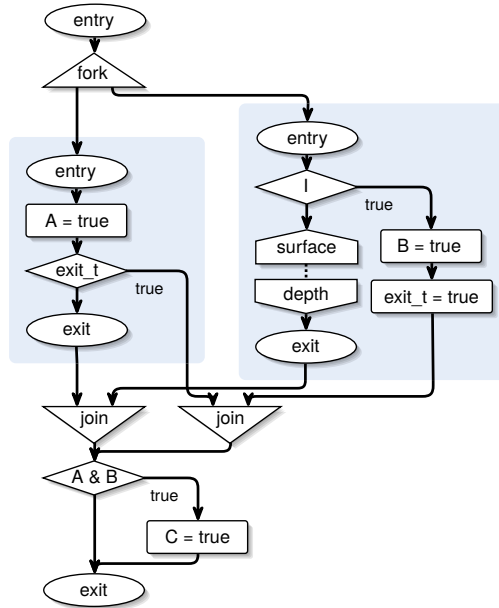 entry
fork
entry
A = true
exit_t
true
exit
entry
I
true
surface
depth
exit
B = true
exit_t = true
join
join
A & B
true
C = true
exit